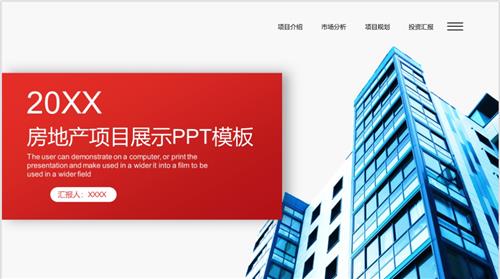 项目介绍 市场分析 项目规划 投资汇报
20XX
房地产项目展示PPT模板
The user can demonstrate on a computer, or print the
presentation and make used in a wider it into a film to be
used in a wider field
汇报人：XXXX